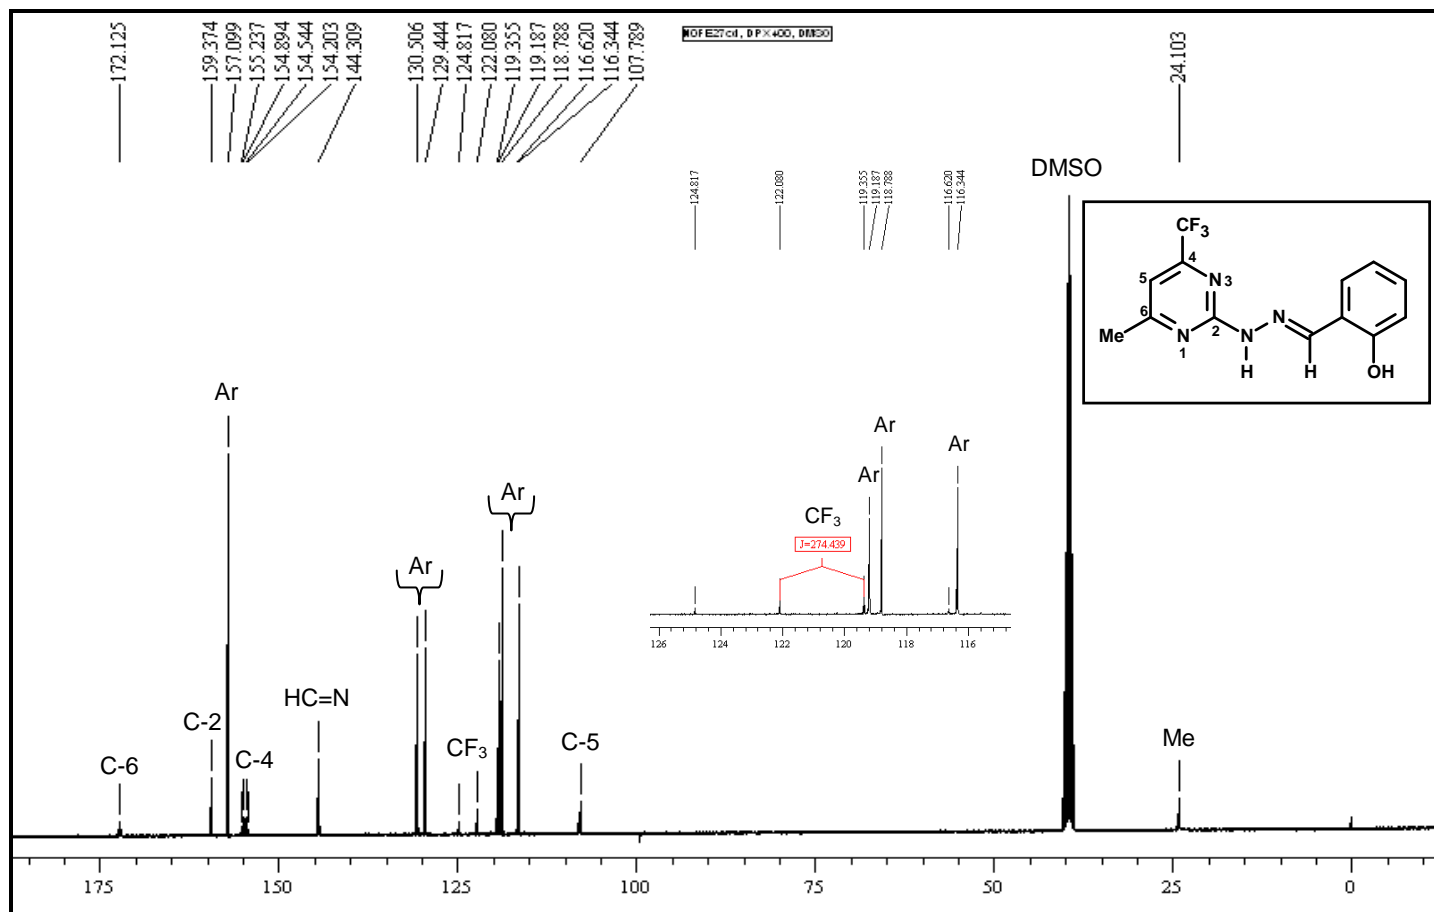 172.125
159.374
157.099
155.237
154.894
154.544
154.203
144.309
130.506
129.444
124.817
122.080
119.355
119.187
118.788
116.620
116.344
107.789
24.103
NOFE27cd, DPX400, DMSO
124.817
122.080
119.355
119.187
118.788
116.620
116.344
DMSO
CF3
4
5
N 3
6
N
2
N
Me
1
N
H
H
OH
Ar
Ar
Ar
Ar
Ar
CF3
J=274.439
126
124
122
120
118
116
Ar
HC=N
C-2
C-6
C-4
CF3
C-5
Me
175
150
125
100
75
50
25
0